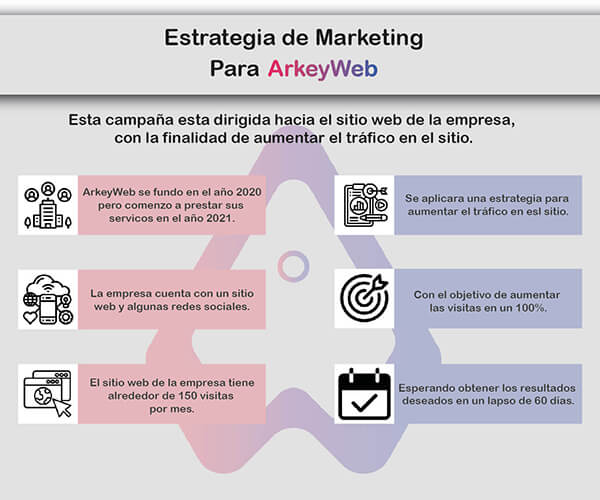 Estrategia de Marketing
Para ArkeyWeb
Esta campaña esta dirigida hacia el sitio web de la empresa,
con la finalidad de aumentar el tráfico en el sitio.
ArkeyWeb se fundo en el año 2020
pero comenzo a prestar sus
servicos en el año 2021.
La empresa cuenta con un sitio
web y algunas redes sociales.
El sitio web de la empresa tiene
alrededor de 150 visitas
por mes.
Se aplicara una estrategia para
aumentar el tráfico en esl sitio.
Con el objetivo de aumentar
las visitas en un 100%.
Esperando obtener los resultados
deseados en un lapso de 60 dias.